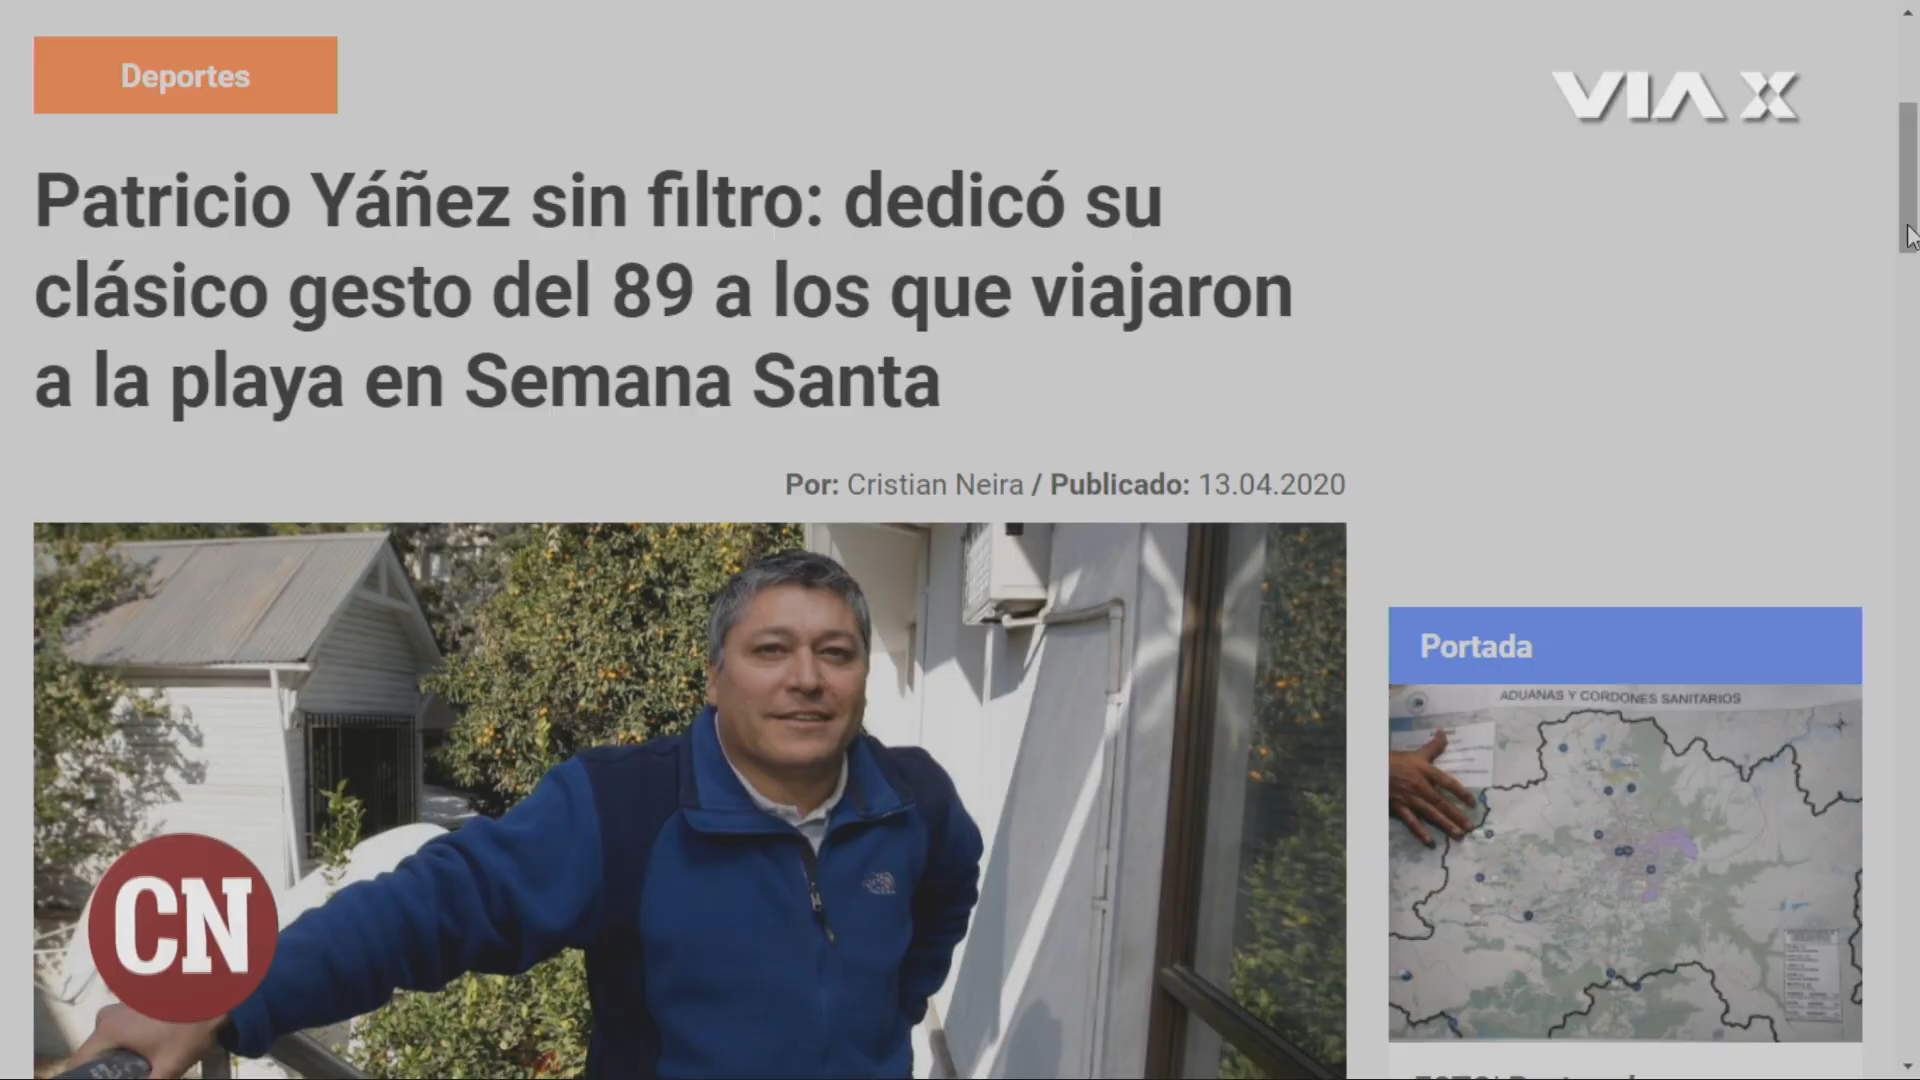 Deportes
VIA X
Patricio Yáñez sin filtro: dedicó su
clásico gesto del 89 a los que viajaron
a la playa en Semana Santa
Por: Cristian Neira / Publicado: 13.04.2020
Portada
ADUANAS Y CORDONES SANITARIOS
CN